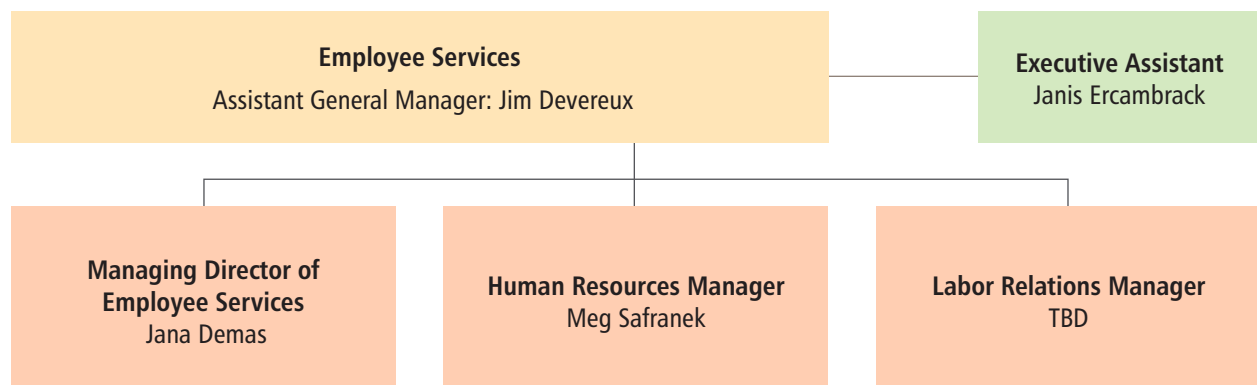 Employee Services
Assistant General Manager: Jim Devereux
Executive Assistant
Janis Ercambrack
Managing Director of
Employee Services
Jana Demas
Human Resources Manager
Meg Safranek
Labor Relations Manager
TBD